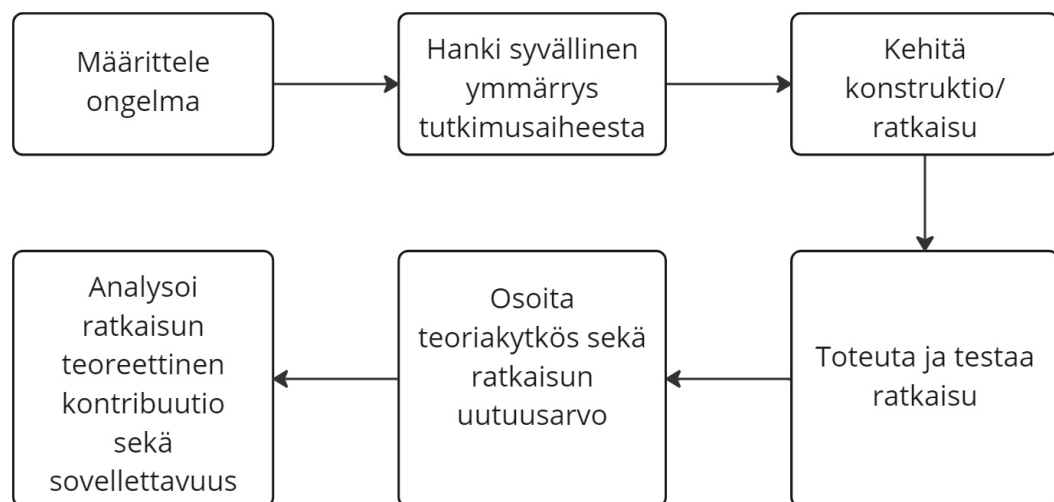 Määrittele
ongelma
Hanki syvällinen
ymmärrys
tutkimusaiheesta
Kehitä
konstruktio/
ratkaisu
Toteuta ja testaa
ratkaisu
Osoita
teoriakytkös sekä
ratkaisun
uutuusarvo
Analysoi
ratkaisun
teoreettinen
kontribuutio
sekä
sovellettavuus